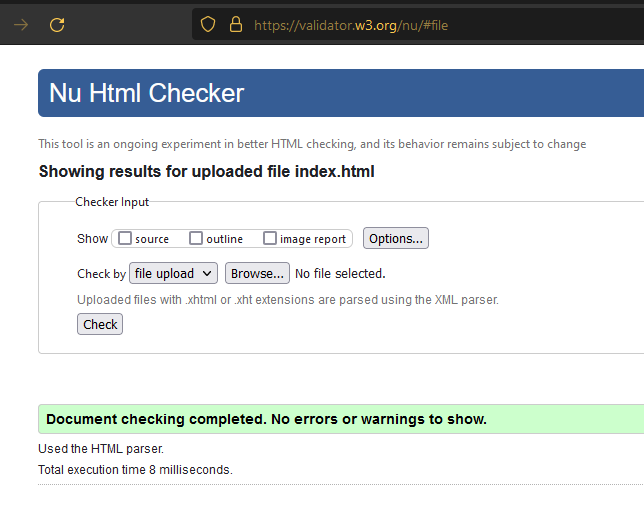 https://validator.w3.org/nu/#file
Nu Html Checker
This tool is an ongoing experiment in better HTML checking, and its behavior remains subject to change
Showing results for uploaded file index.html
Checker Input
Show source outline image report Options...
Check by file upload Browse... No file selected.
Uploaded files with .xhtml or .xht extensions are parsed using the XML parser.
Check
Document checking completed. No errors or warnings to show.
Used the HTML parser.
Total execution time 8 milliseconds.